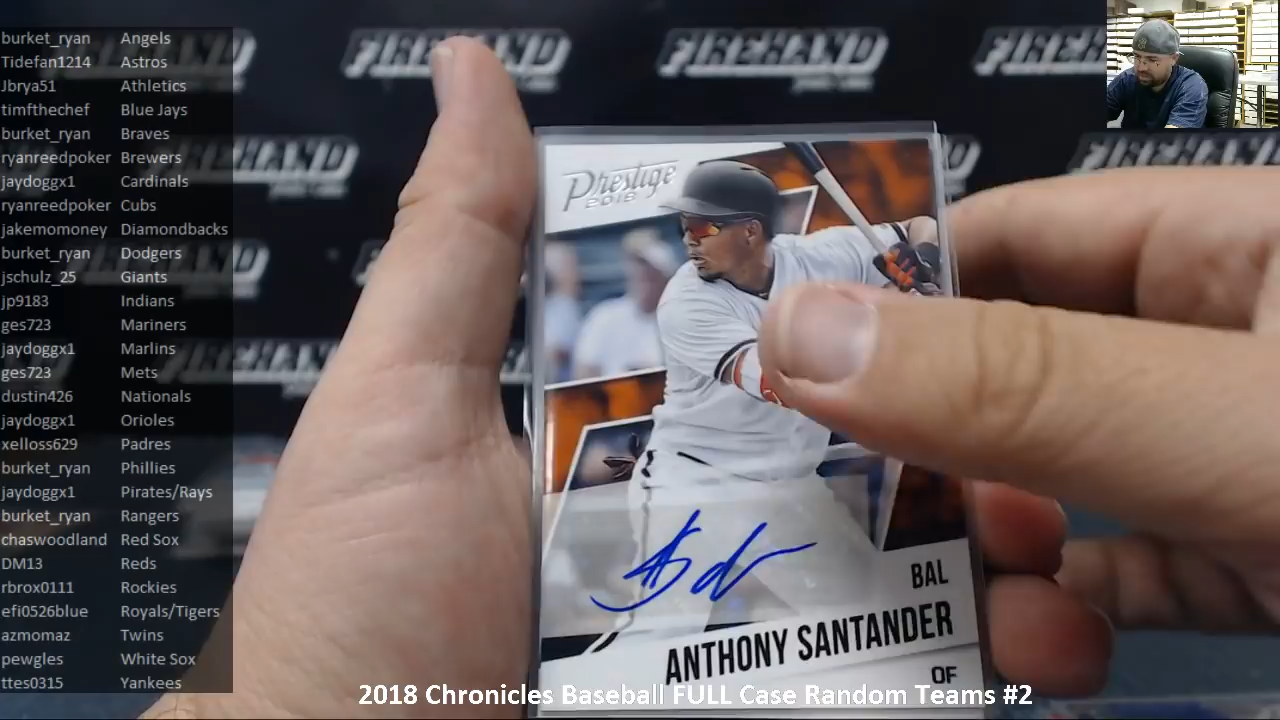 burket_ryan Angels
Tidefan1214 Astros
Jbrya51 Athletics
timfthechef Blue Jays
burket_ryan Braves
ryanreedpoker Brewers
jaydoggx1 Cardinals
ryanreedpoker Cubs
jakemomoney Diamondbacks
burket_ryan Dodgers
jschulz_25 Giants
jp9183 Indians
ges723 Mariners
jaydoggx1 Marlins
ges723 Mets
dustin426 Nationals
jaydoggx1 Orioles
xelloss629 Padres
burket_ryan Phillies
jaydoggx1 Pirates/Rays
burket_ryan Rangers
chaswoodland Red Sox
DM13 Reds
rbrox0111 Rockies
efi0526blue Royals/Tigers
azmomaz Twins
pewgles White Sox
ttes0315 Yankees
FIREHAND
FIREHAND
Prestige
2018
BAL
ANTHONY SANTANDER
OF
2018 Chronicles Baseball FULL Case Random Teams #2